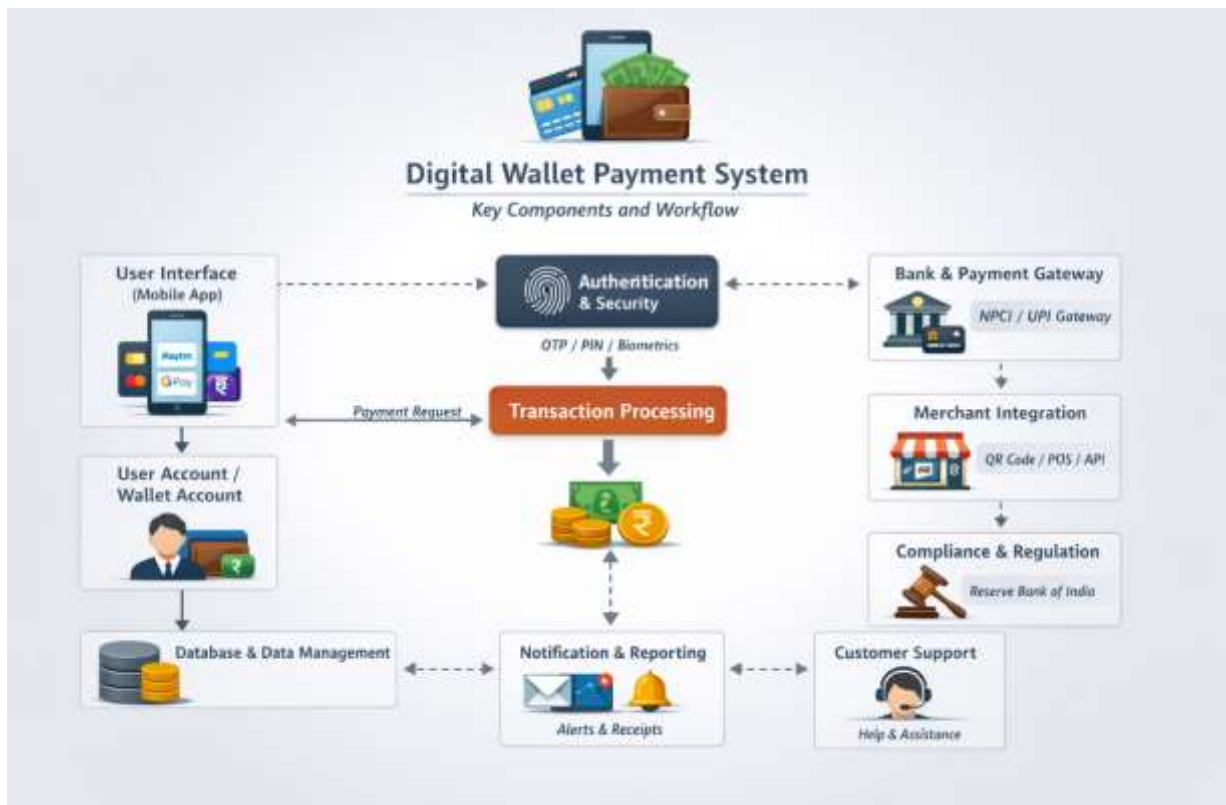 Digital Wallet Payment System
Key Components and Workflow
User Interface
(Mobile App)
Paytm
G Pay
Authentication
& Security
OTP / PIN / Biometrics
Bank & Payment Gateway
NPCI / UPI Gateway
Payment Request
Transaction Processing
Merchant Integration
QR Code / POS / API
User Account /
Wallet Account
₹
₹
Compliance & Regulation
Reserve Bank of India
Database & Data Management
Notification & Reporting
Alerts & Receipts
Customer Support
Help & Assistance